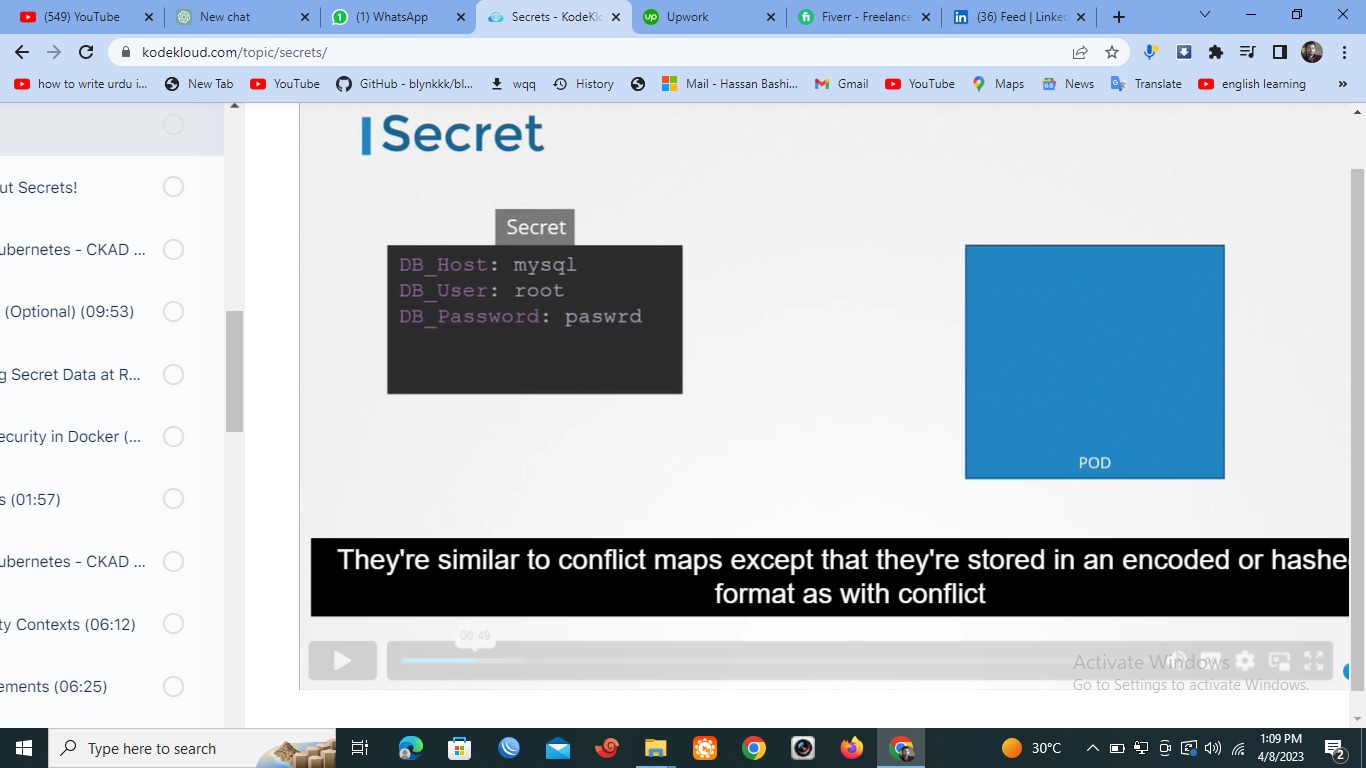 (549) YouTube
New chat
(1) WhatsApp
Secrets - KodeKlo
Upwork
Fiverr - Freelance
(36) Feed | Linked
kodekloud.com/topic/secrets/
how to write urdu i...
New Tab
YouTube
GitHub - blynkkk/bl...
wqq
History
Mail - Hassan Bashi...
Gmail
YouTube
Maps
News
Translate
english learning
»
ut Secrets!
ubernetes - CKAD ...
(Optional) (09:53)
g Secret Data at R...
ecurity in Docker (...
s (01:57)
ubernetes - CKAD ...
ty Contexts (06:12)
ements (06:25)
Secret
Secret
DB_Host: mysql
DB_User: root
DB_Password: paswrd
POD
They're similar to conflict maps except that they're stored in an encoded or hashe
format as with conflict
00:49
Activate Windows
Go to Settings to activate Windows.
Type here to search
30°C
1:09 PM
4/8/2023
2